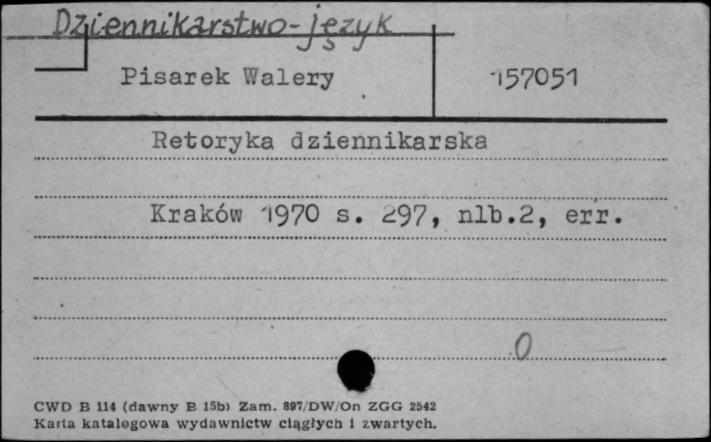 Dziennikarstwo-język
Pisarek Walery 157051
Retoryka dziennikarska
Kraków 1970 s. 297, nlb.2, err.
0
CWD B 114 (dawny B 15b) Zam. 897/DW/On ZGG 2542
Karta katalogowa wydawnictw ciągłych i zwartych.